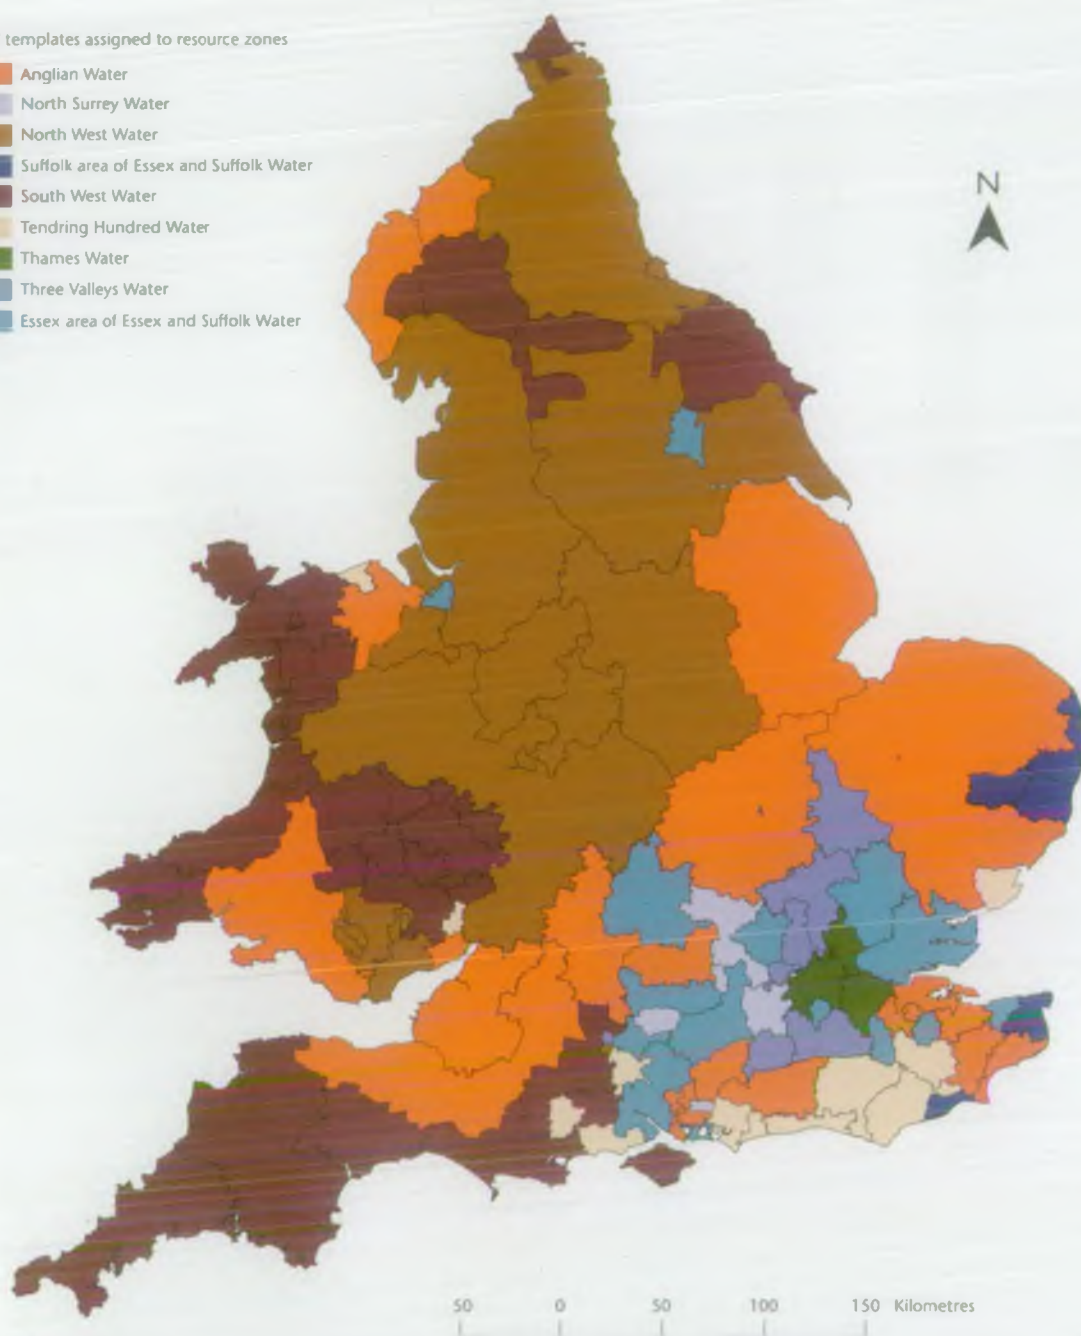 templates assigned to resource zones
Anglian Water
North Surrey Water
North West Water
Suffolk area of Essex and Suffolk Water
South West Water
Tendring Hundred Water
Thames Water
Three Valleys Water
Essex area of Essex and Suffolk Water
N
50 0 50 100 150 Kilometres